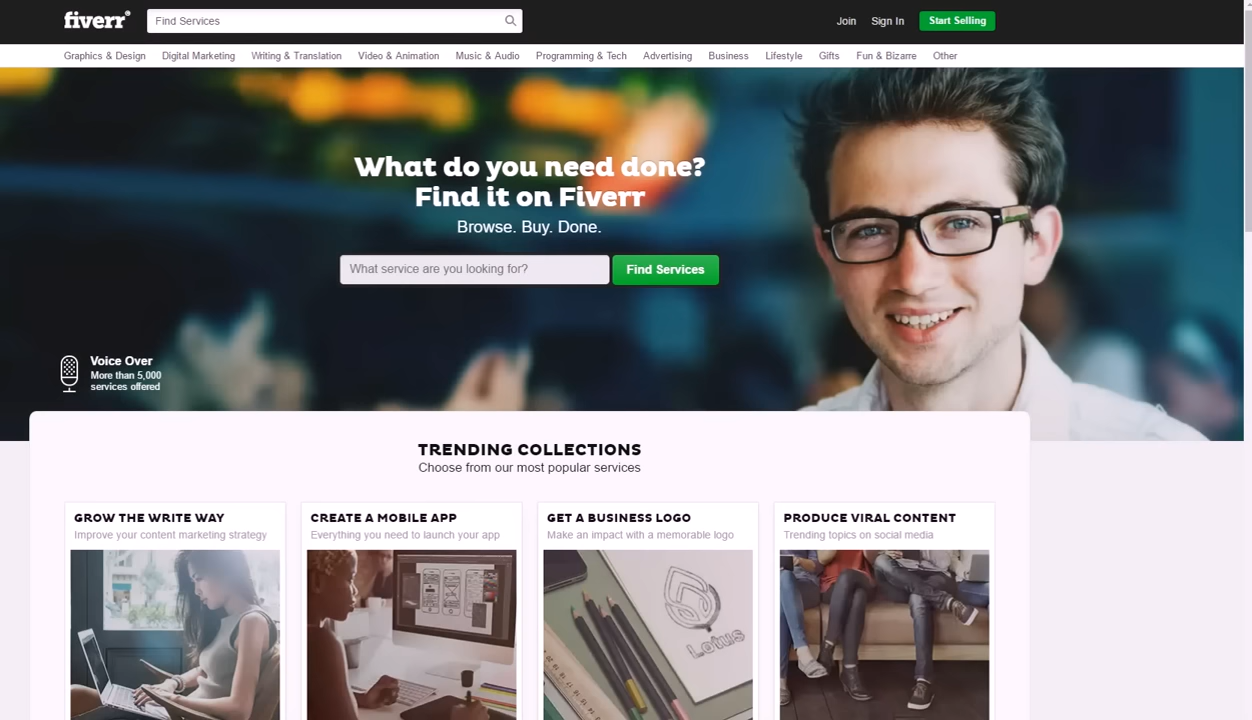 fiverr®
Find Services
Join Sign In Start Selling
Graphics & Design Digital Marketing Writing & Translation Video & Animation Music & Audio Programming & Tech Advertising Business Lifestyle Gifts Fun & Bizarre Other
What do you need done?
Find it on Fiverr
Browse. Buy. Done.
What service are you looking for? Find Services
Voice Over
More than 5,000
services offered
TRENDING COLLECTIONS
Choose from our most popular services
GROW THE WRITE WAY
Improve your content marketing strategy
CREATE A MOBILE APP
Everything you need to launch your app
GET A BUSINESS LOGO
Make an impact with a memorable logo
Lotus
PRODUCE VIRAL CONTENT
Trending topics on social media